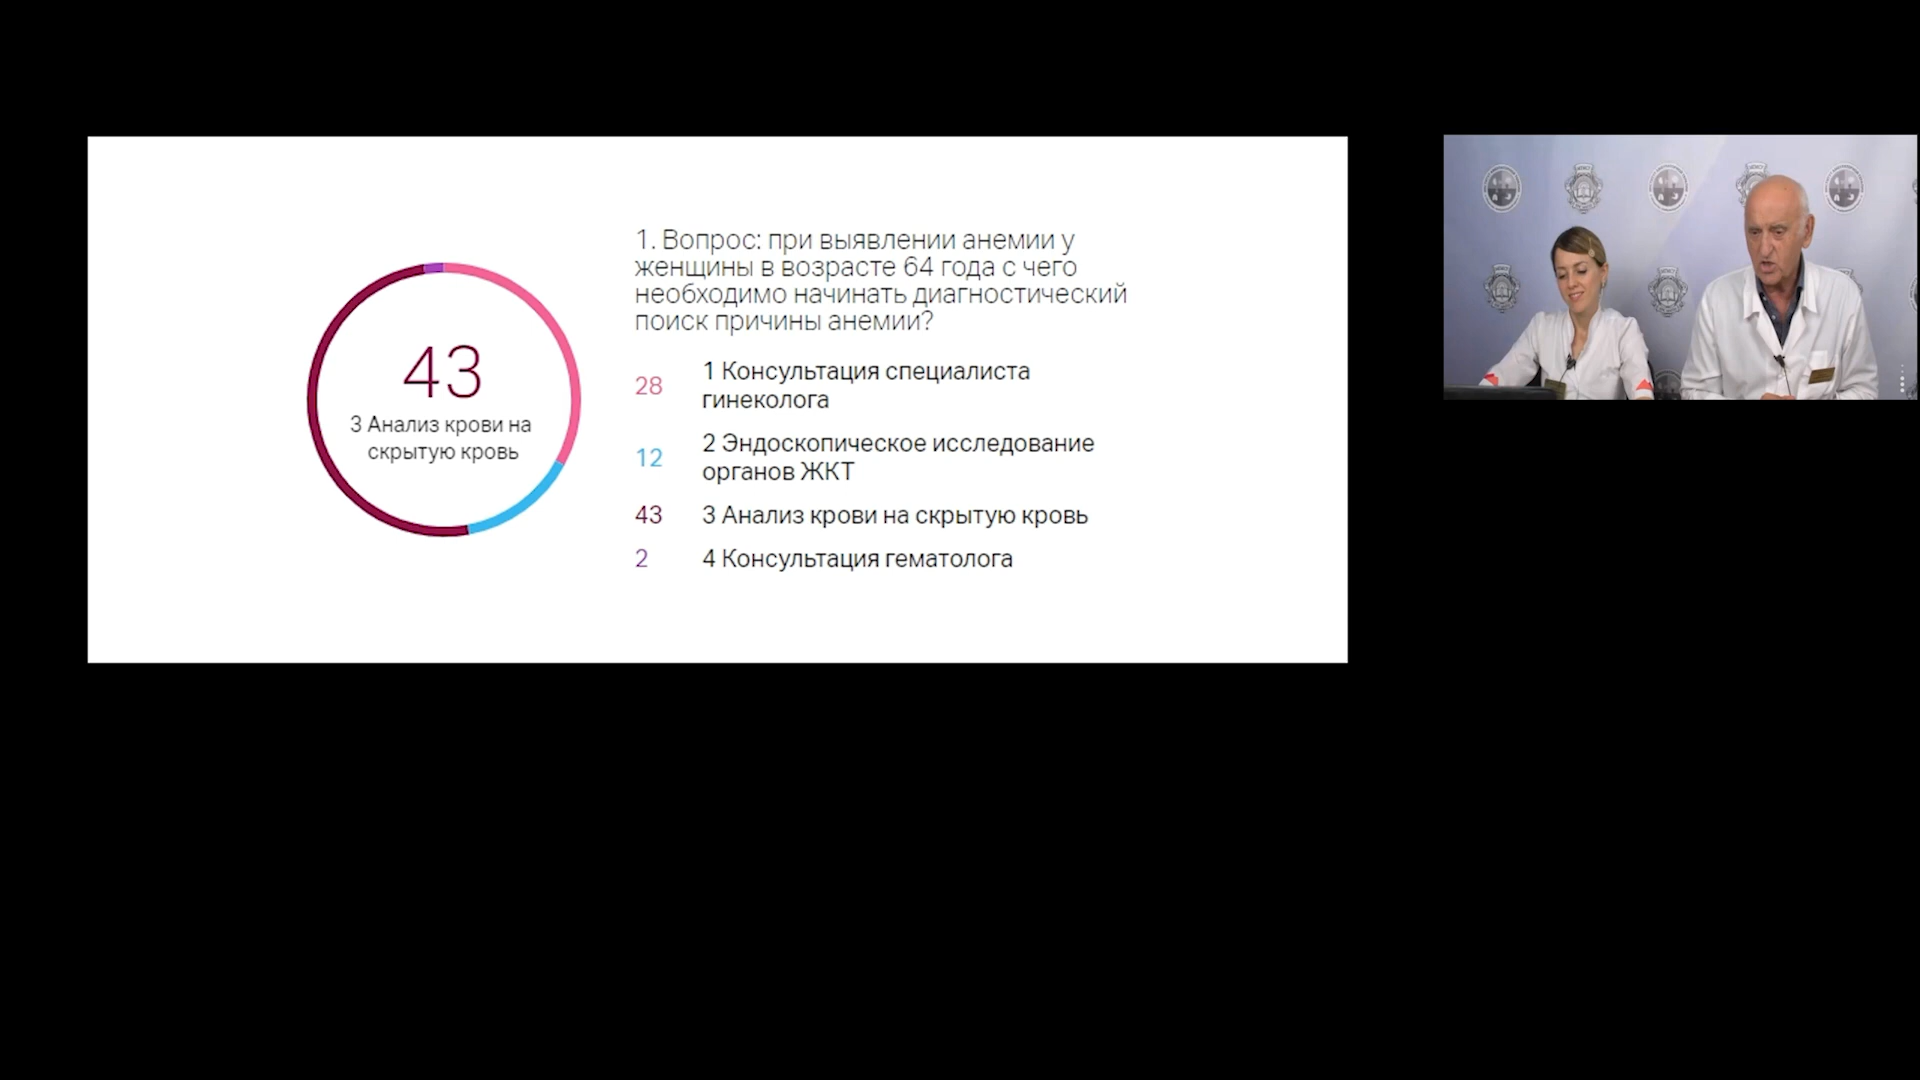 43
3 Анализ крови на
скрытую кровь
1. Вопрос: при выявлении анемии у
женщины в возрасте 64 года с чего
необходимо начинать диагностический
поиск причины анемии?
28
1 Консультация специалиста
гинеколога
12
2 Эндоскопическое исследование
органов ЖКТ
43
3 Анализ крови на скрытую кровь
2
4 Консультация гематолога